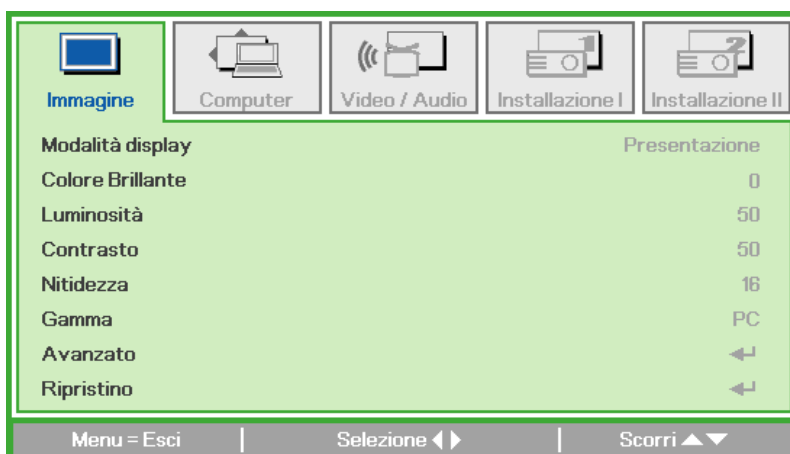 Immagine Computer Video / Audio Installazione I Installazione II
Modalità display Presentazione
Colore Brillante 0
Luminosità 50
Contrasto 50
Nitidezza 16
Gamma PC
Avanzato
Ripristino
Menu = Esci | Selezione | Scorri